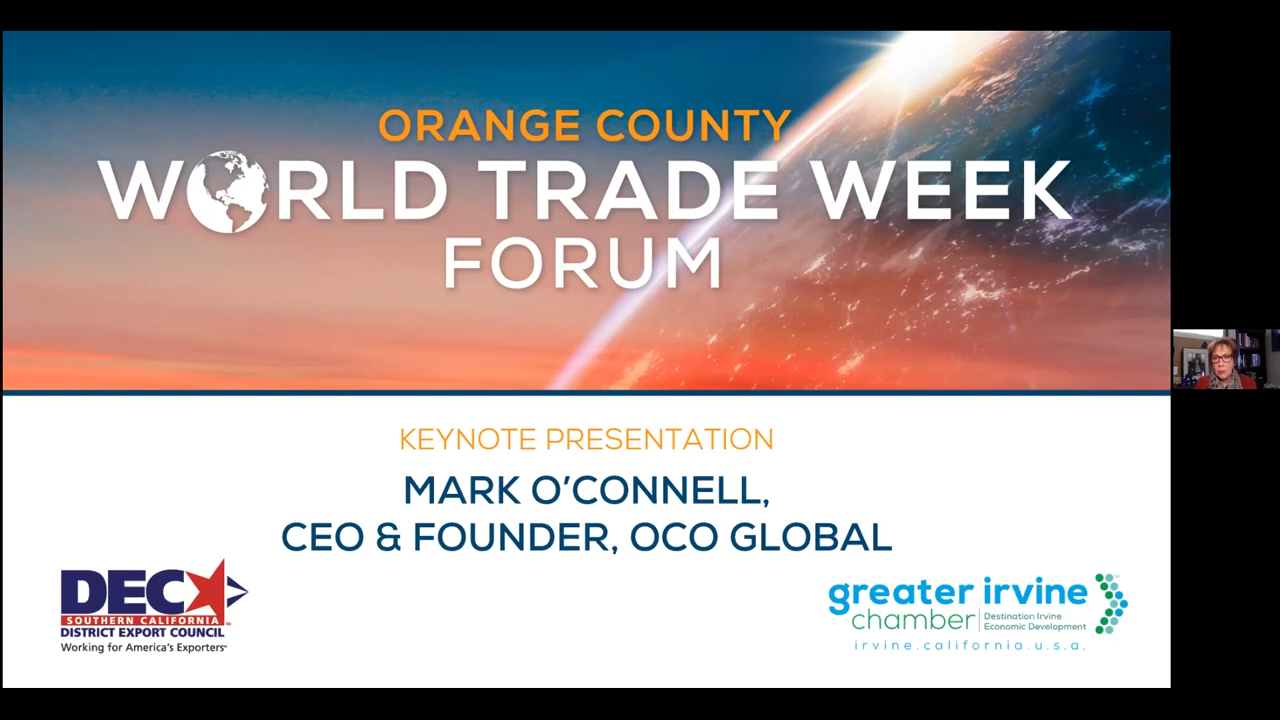 ORANGE COUNTY
WORLD TRADE WEEK
FORUM
KEYNOTE PRESENTATION
MARK O'CONNELL,
CEO & FOUNDER, OCO GLOBAL
DEC
SOUTHERN CALIFORNIA
DISTRICT EXPORT COUNCIL
Working for America's Exporters
greater irvine
chamber
Destination Irvine
Economic Development
irvine.california.u.s.a.